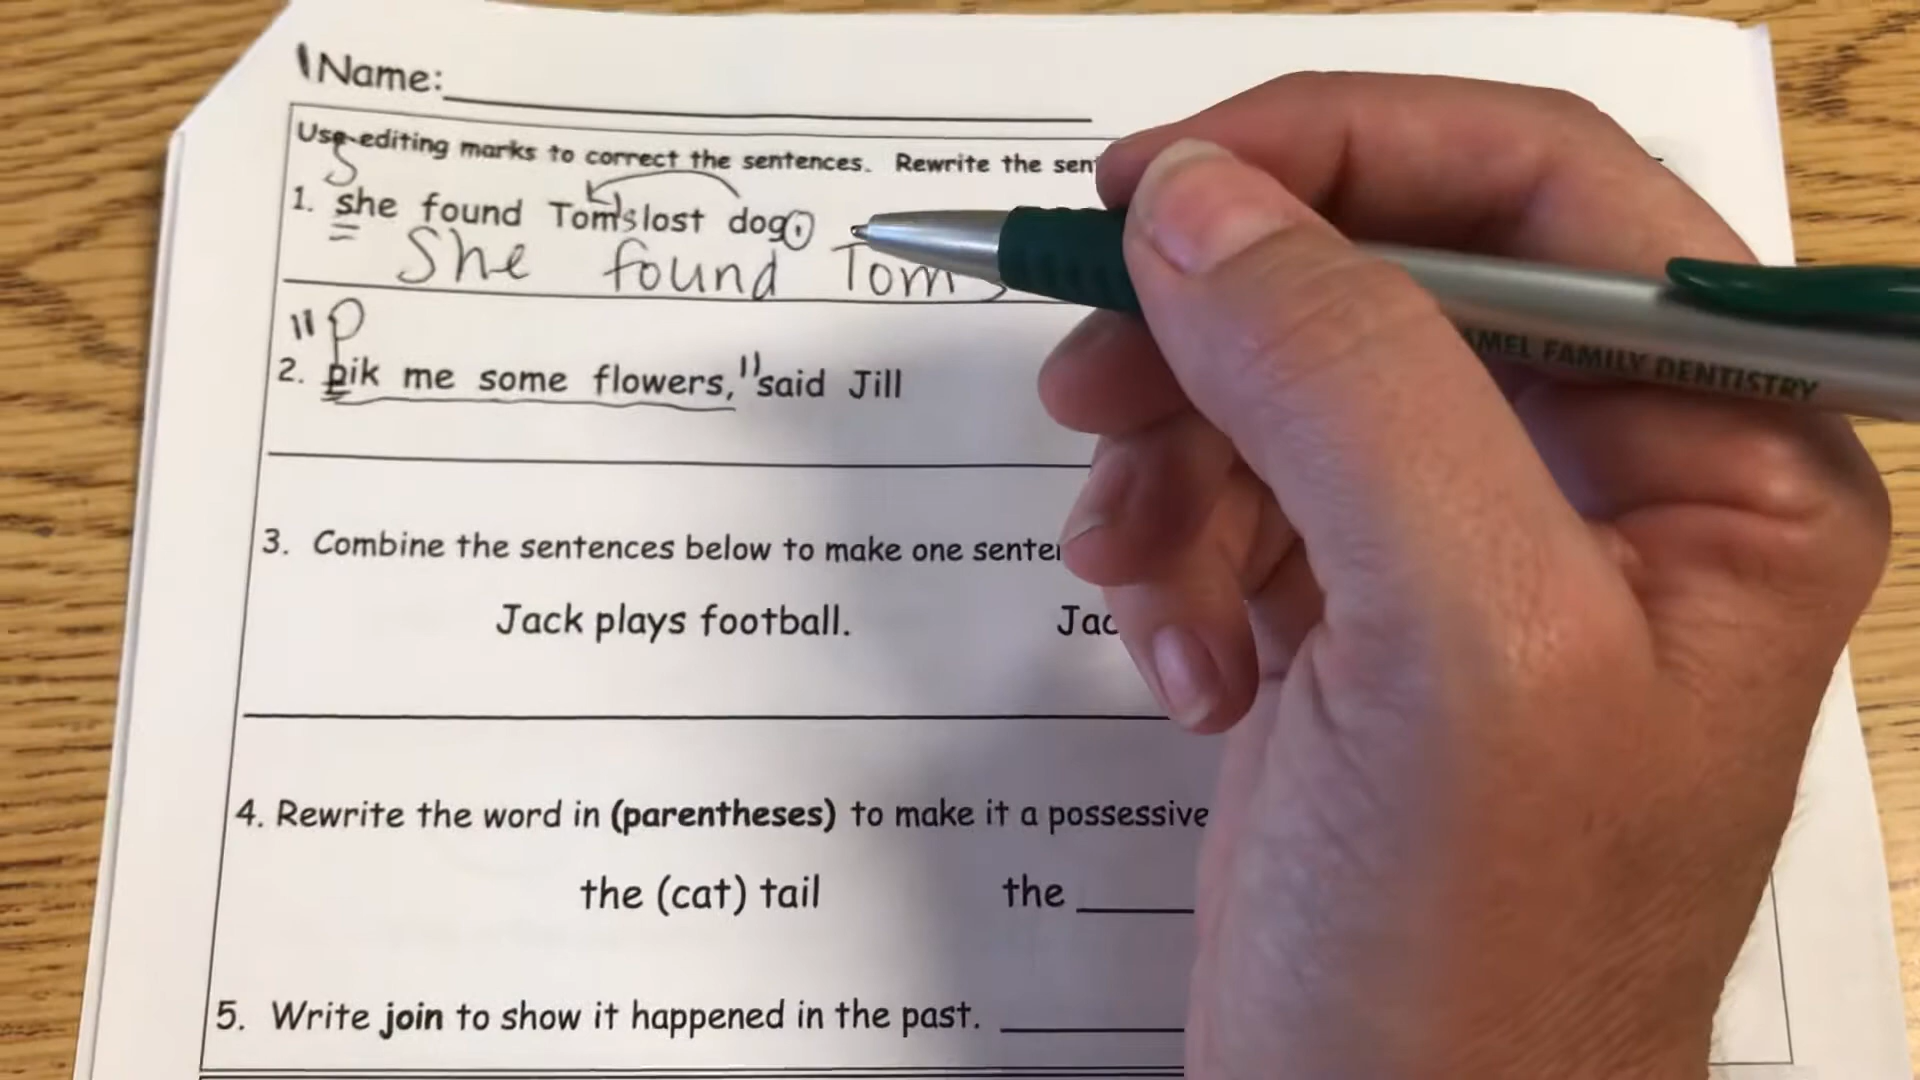 Name:
Use editing marks to correct the sentences. Rewrite the sen
S
1. she found Tom's lost dog.
She found Tom's
" P
2. pik me some flowers," said Jill
3. Combine the sentences below to make one senten
Jack plays football. Jac
4. Rewrite the word in (parentheses) to make it a possessive
the (cat) tail the
5. Write join to show it happened in the past.
AMEL FAMILY DENTISTRY